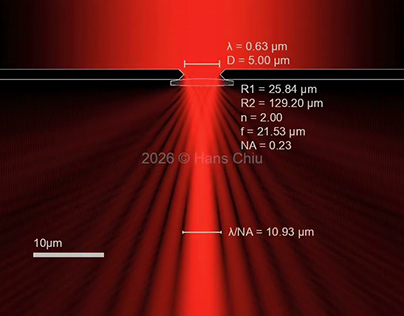 λ = 0.63 µm
D = 5.00 µm
R1 = 25.84 µm
R2 = 129.20 µm
n = 2.00
f = 21.53 µm
NA = 0.23
2026 © Hans Chiu
λ/NA = 10.93 µm
10µm